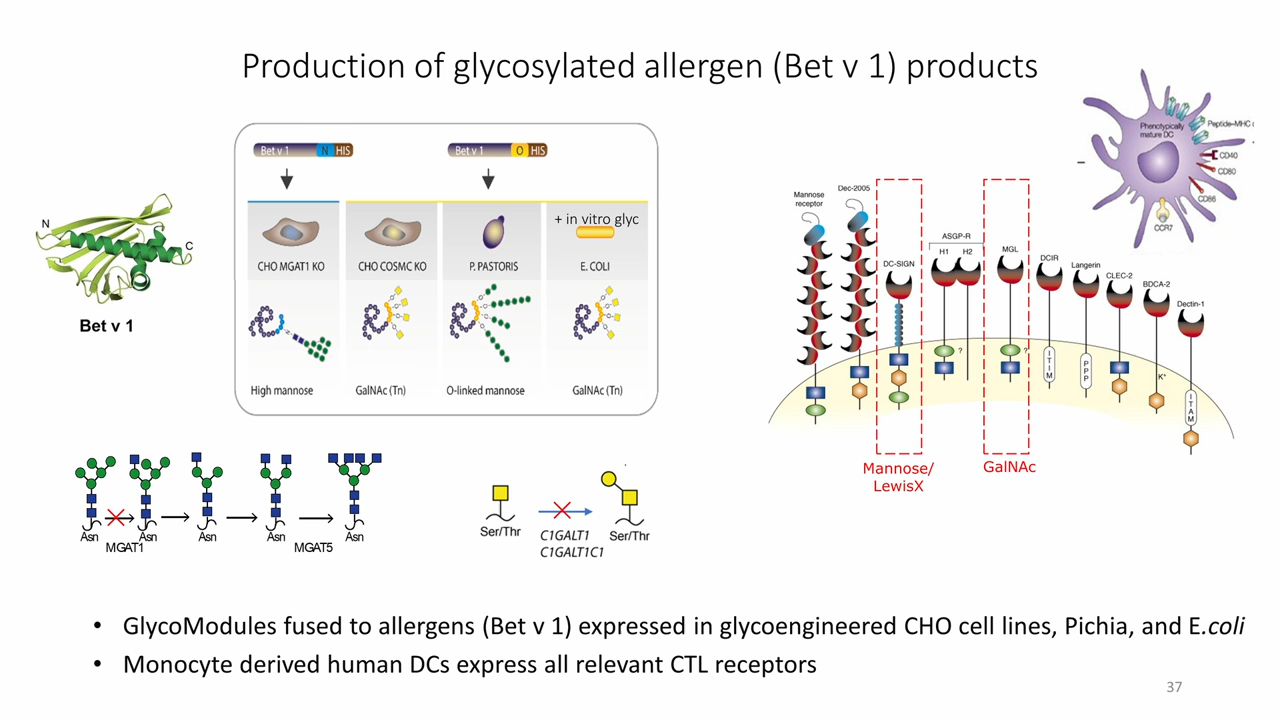 Production of glycosylated allergen (Bet v 1) products
N
C
Bet v 1
Bet v 1 N HIS
Bet v 1 O HIS
+ in vitro glyc
CHO MGAT1 KO
CHO COSMC KO
P. PASTORIS
E. COLI
High mannose
GalNAc (Tn)
O-linked mannose
GalNAc (Tn)
Phenotypically
mature DC
Peptide–MHC
CD40
CD80
CD86
CCR7
Mannose
receptor
Dec-2005
DC-SIGN
ASGP-R
H1 H2
MGL
DCIR
Langerin
CLEC-2
BDCA-2
Dectin-1
?
?
ITIM
PPP
K*
ITAM
Mannose/
LewisX
GalNAc
Asn
Asn
Asn
Asn
Asn
MGAT1
MGAT5
Ser/Thr
C1GALT1
C1GALT1C1
Ser/Thr
• GlycoModules fused to allergens (Bet v 1) expressed in glycoengineered CHO cell lines, Pichia, and E.coli
• Monocyte derived human DCs express all relevant CTL receptors
37